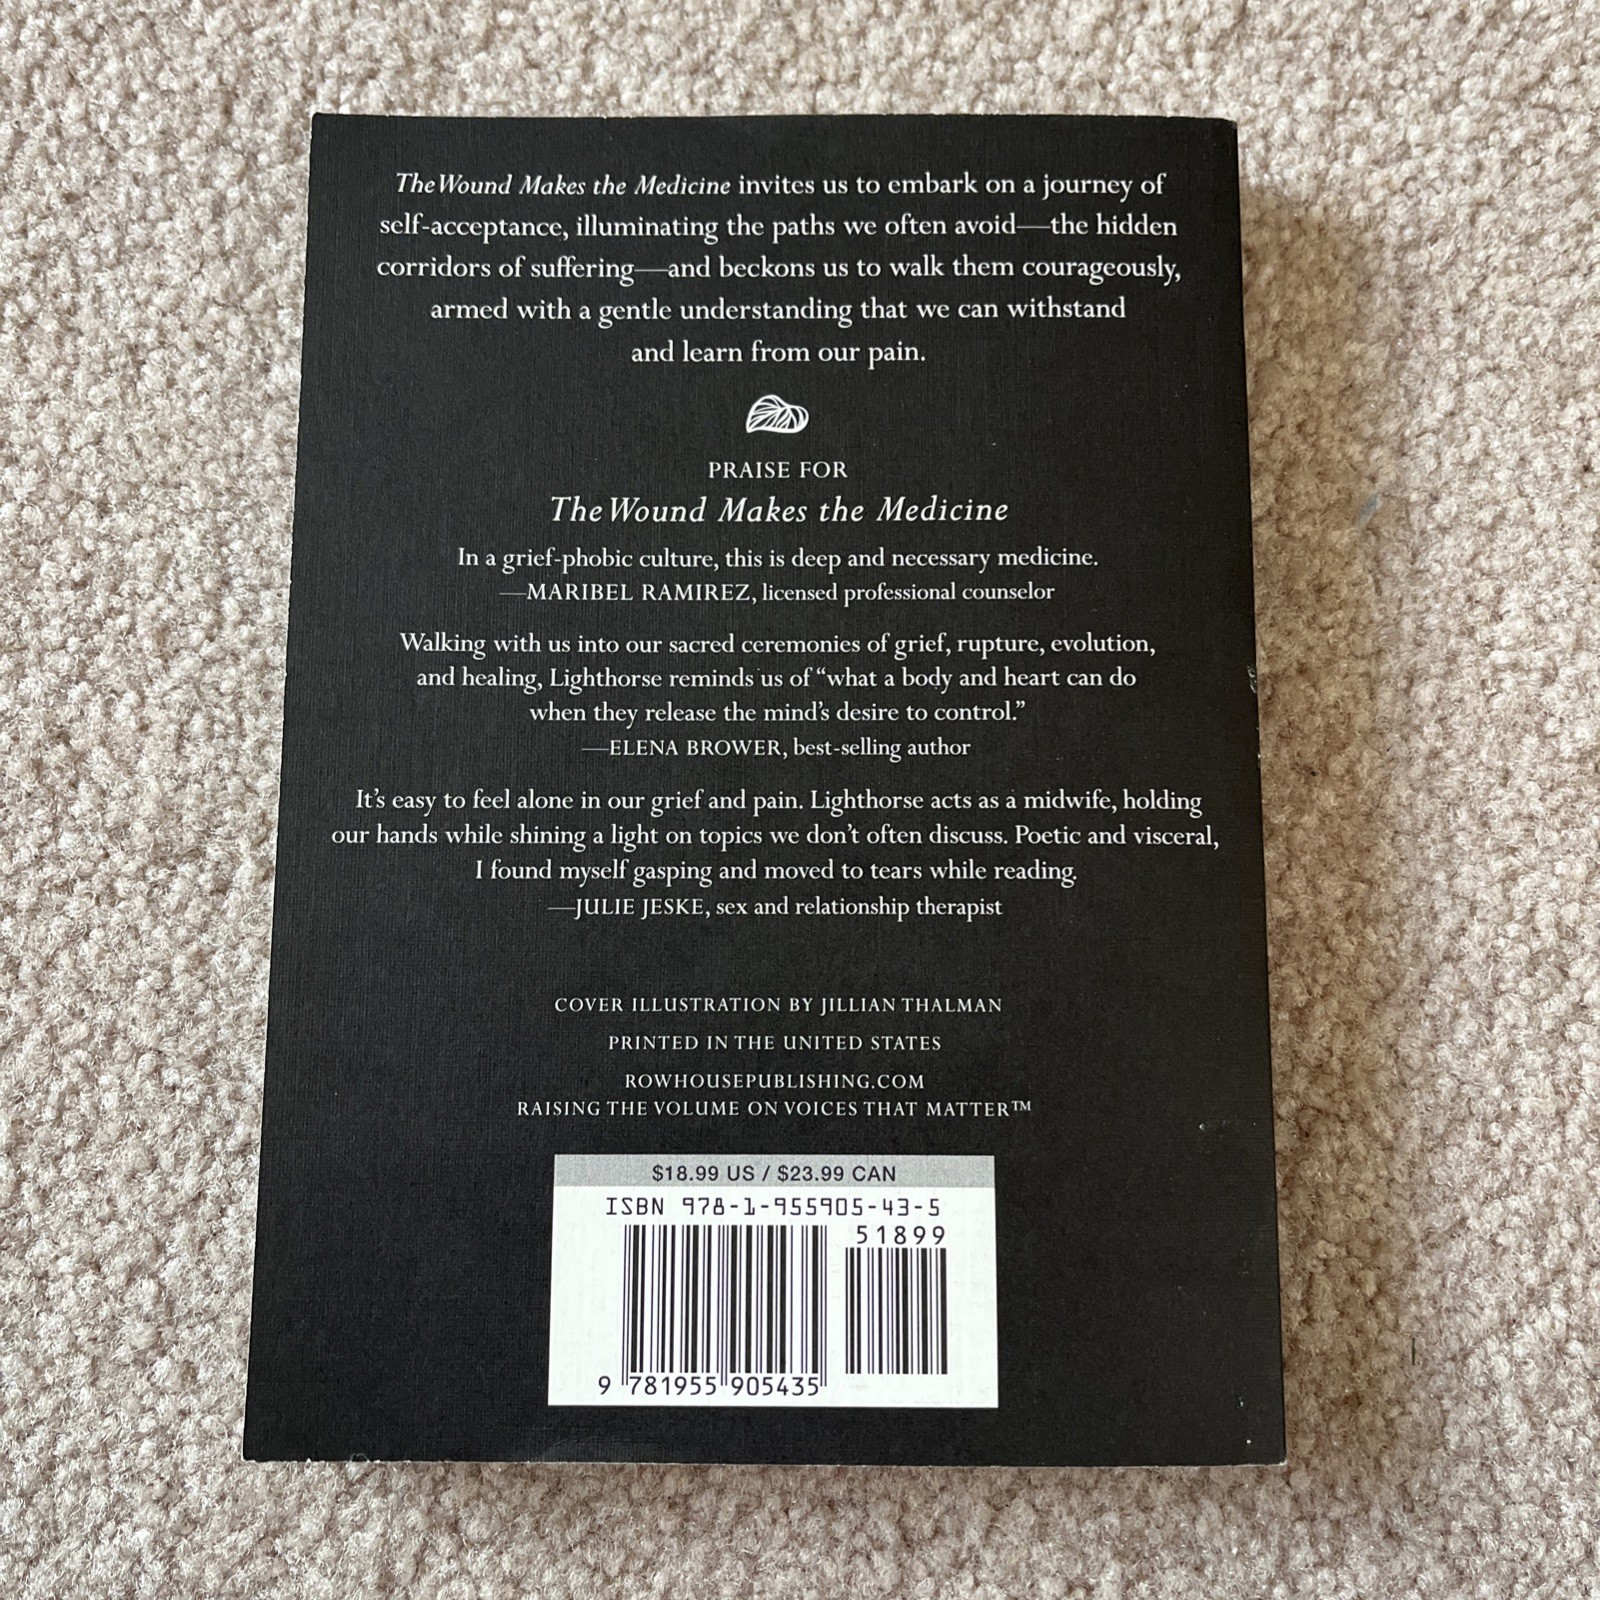 The Wound Makes the Medicine invites us to embark on a journey of
self-acceptance, illuminating the paths we often avoid—the hidden
corridors of suffering—and beckons us to walk them courageously,
armed with a gentle understanding that we can withstand
and learn from our pain.
PRAISE FOR
The Wound Makes the Medicine
In a grief-phobic culture, this is deep and necessary medicine.
—MARIBEL RAMIREZ, licensed professional counselor
Walking with us into our sacred ceremonies of grief, rupture, evolution,
and healing, Lighthorse reminds us of “what a body and heart can do
when they release the mind’s desire to control.”
—ELENA BROWER, best-selling author
It’s easy to feel alone in our grief and pain. Lighthorse acts as a midwife, holding
our hands while shining a light on topics we don’t often discuss. Poetic and visceral,
I found myself gasping and moved to tears while reading.
—JULIE JESKE, sex and relationship therapist
COVER ILLUSTRATION BY JILLIAN THALMAN
PRINTED IN THE UNITED STATES
ROWHOUSEPUBLISHING.COM
RAISING THE VOLUME ON VOICES THAT MATTER™
$18.99 US / $23.99 CAN
ISBN 978-1-955905-43-5
51899
9 781955 905435